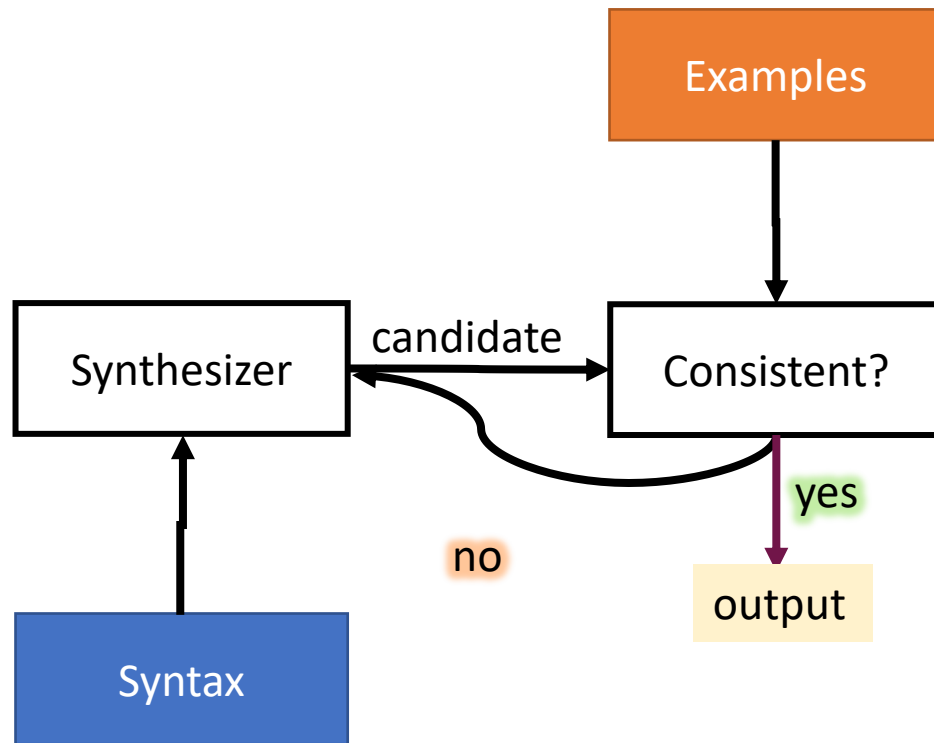 Examples
candidate
Synthesizer
Consistent?
yes
no
output
Syntax